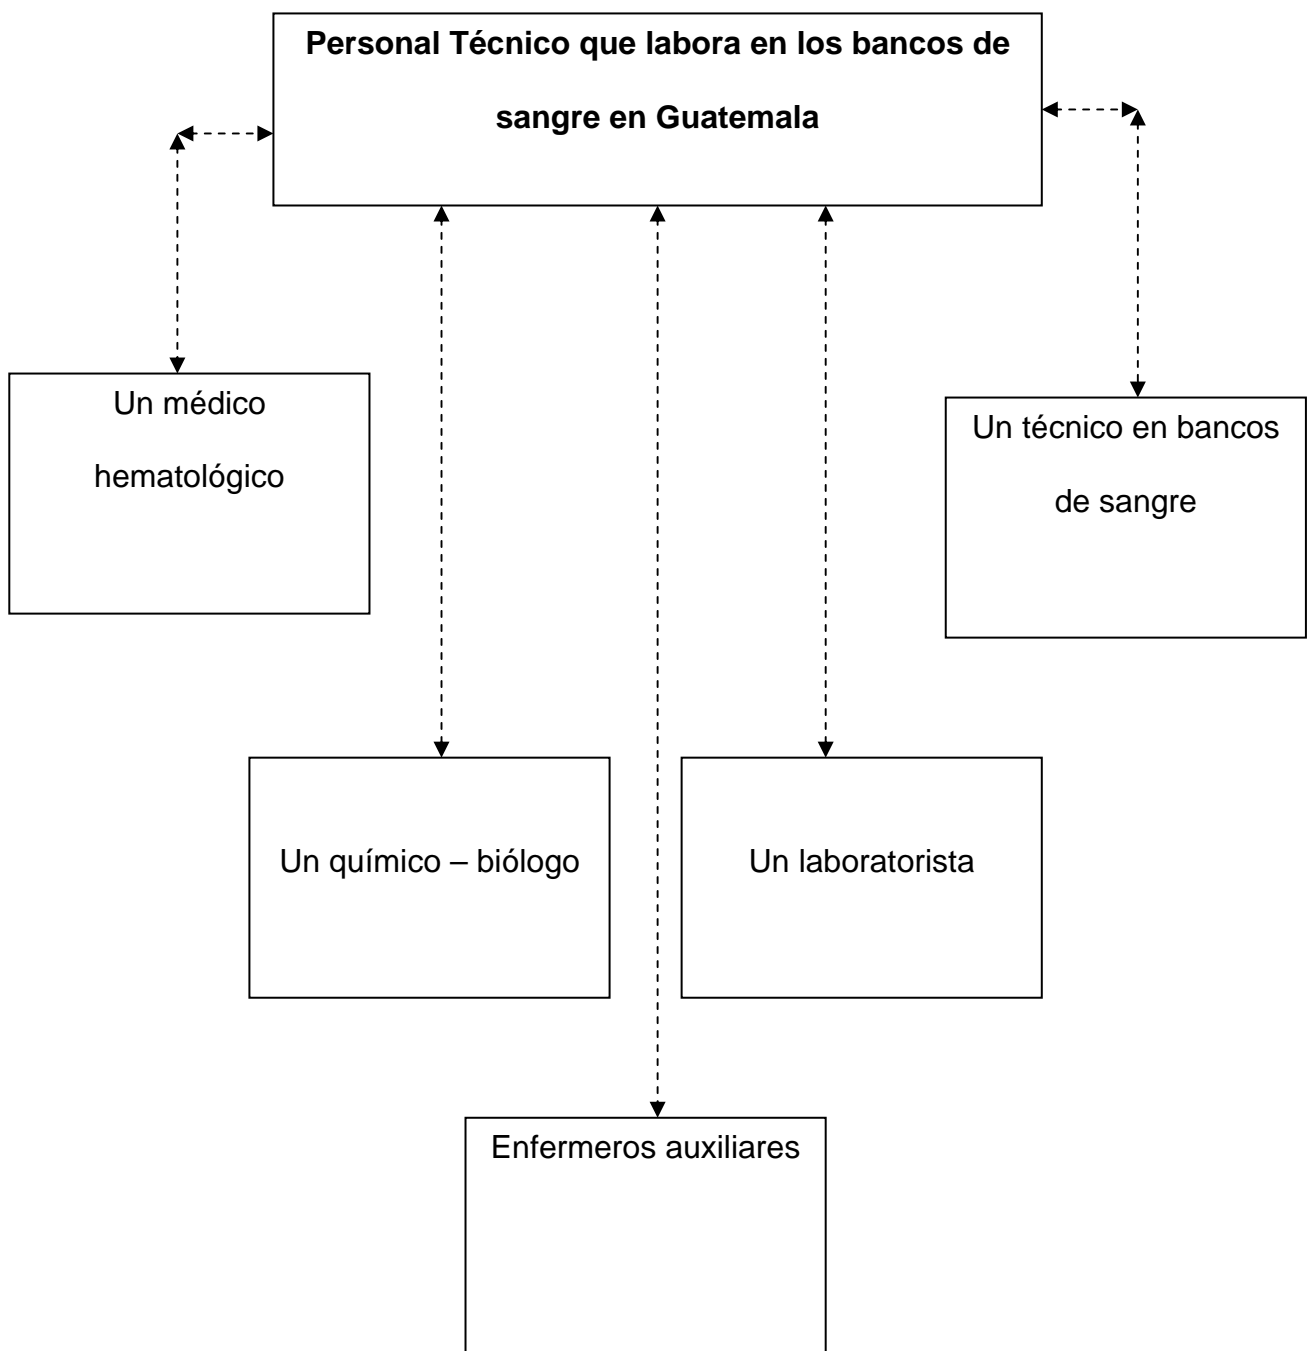 Personal Técnico que labora en los bancos de
sangre en Guatemala
Un médico
hematológico
Un técnico en bancos
de sangre
Un químico – biólogo
Un laboratorista
Enfermeros auxiliares